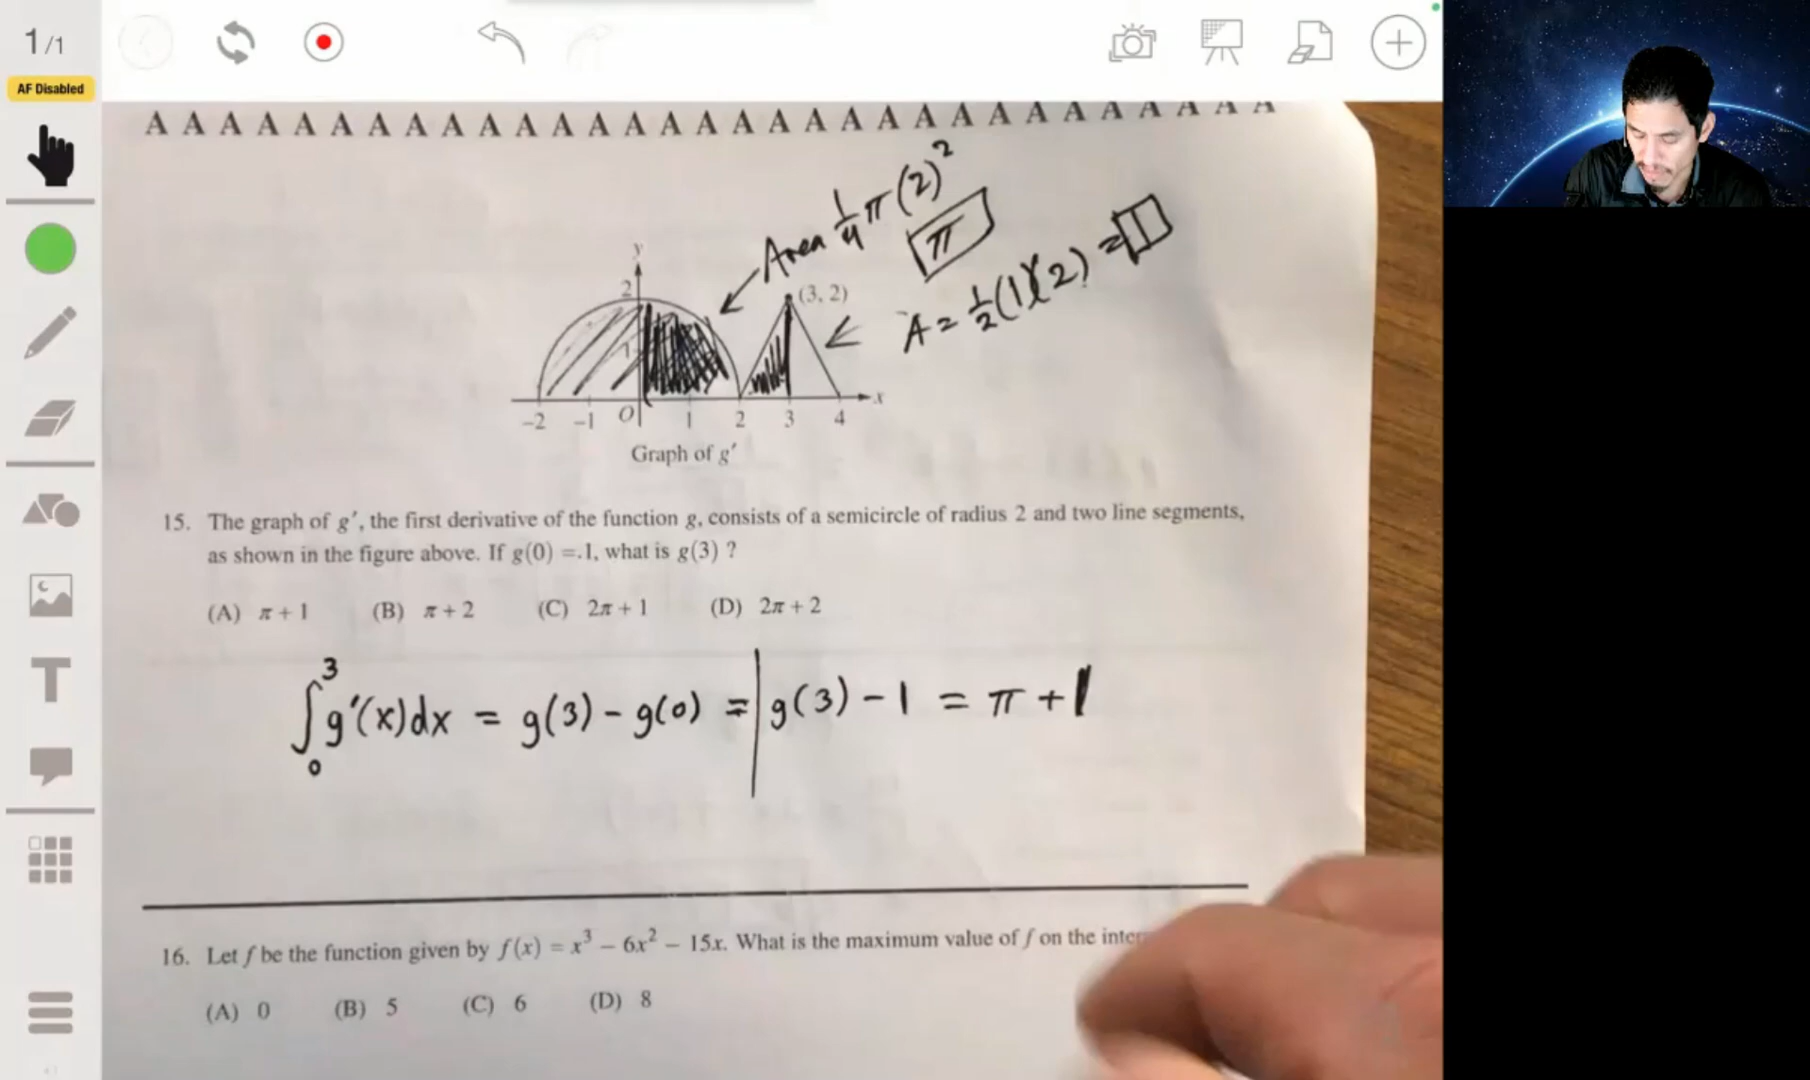 1/1
AF Disabled
A A A A A A A A A A A A A A A A A A A A A A A A A A A A A A A
Area 1/4 π(2)²
π
A = 1/2(1)(2) = 1
y
2
(3, 2)
1
-2 -1 O 1 2 3 4 x
Graph of g′
15. The graph of g′, the first derivative of the function g, consists of a semicircle of radius 2 and two line segments,
as shown in the figure above. If g(0) = 1, what is g(3) ?
(A) π + 1 (B) π + 2 (C) 2π + 1 (D) 2π + 2
∫₀³ g′(x)dx = g(3) - g(0) = g(3) - 1 = π + 1
16. Let f be the function given by f(x) = x³ − 6x² − 15x. What is the maximum value of f on the
(A) 0 (B) 5 (C) 6 (D) 8
T